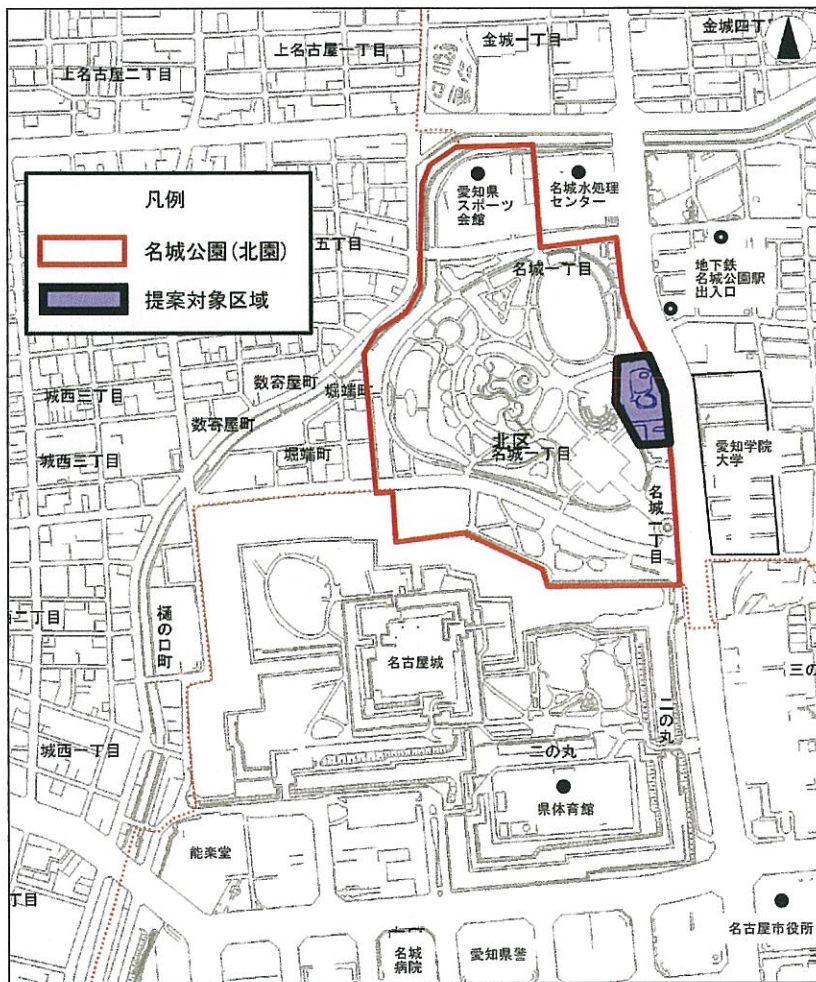 金城一丁目
金城四丁
上名古屋一丁目
上名古屋二丁目
凡例
名城公園(北園)
提案対象区域
五丁目
愛知県
スポーツ
会館
名城水処理
センター
名城一丁目
地下鉄
名城公園駅
出入口
数寄屋町
堀端町
城西三丁目
数寄屋町
北区
名城一丁目
愛知学院
大学
堀端町
城西三丁目
名城一丁目
二丁目
樋の口町
名古屋城
三の
二の丸
二の丸
城西一丁目
県体育館
能楽堂
丁目
名古屋市役所
名城
病院
愛知県警